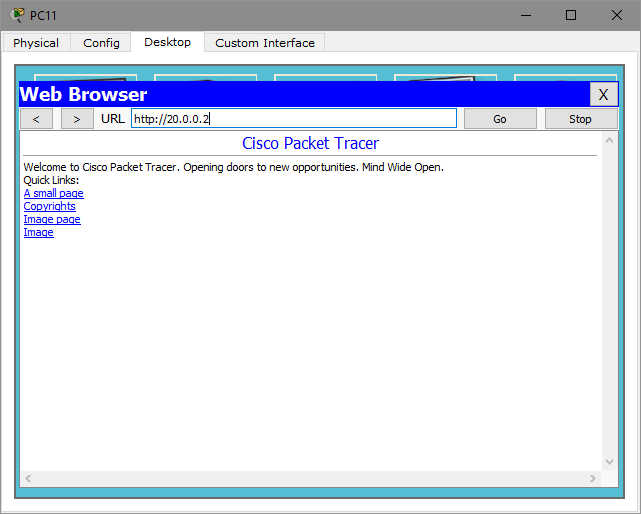 PC11
Physical Config Desktop Custom Interface
Web Browser X
< > URL http://20.0.0.2 Go Stop
Cisco Packet Tracer
Welcome to Cisco Packet Tracer. Opening doors to new opportunities. Mind Wide Open.
Quick Links:
A small page
Copyrights
Image page
Image